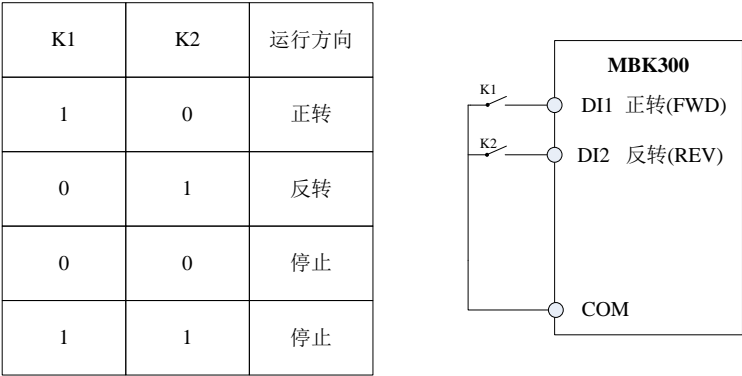 K1 K2 运行方向
1 0 正转
0 1 反转
0 0 停止
1 1 停止
MBK300
K1
DI1 正转(FWD)
K2
DI2 反转(REV)
COM